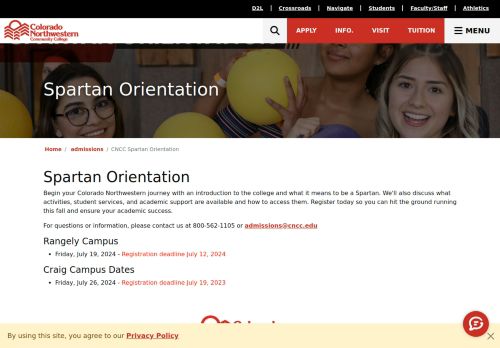 D2L | Crossroads | Navigate | Students | Faculty/Staff | Athletics
Colorado
Northwestern
Community College
APPLY INFO. VISIT TUITION MENU
Spartan Orientation
Home / admissions / CNCC Spartan Orientation
Spartan Orientation
Begin your Colorado Northwestern journey with an introduction to the college and what it means to be a Spartan. We'll also discuss what
activities, student services, and academic support are available and how to access them. Register today so you can hit the ground running
this fall and ensure your academic success.
For questions or information, please contact us at 800-562-1105 or admissions@cncc.edu
Rangely Campus
• Friday, July 19, 2024 - Registration deadline July 12, 2024
Craig Campus Dates
• Friday, July 26, 2024 - Registration deadline July 19, 2023
By using this site, you agree to our Privacy Policy